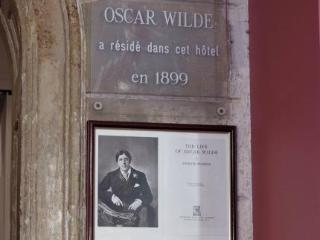 OSCAR WILDE
a résidé dans cet hôtel
en 1899
THE LIFE
OF OSCAR WILDE